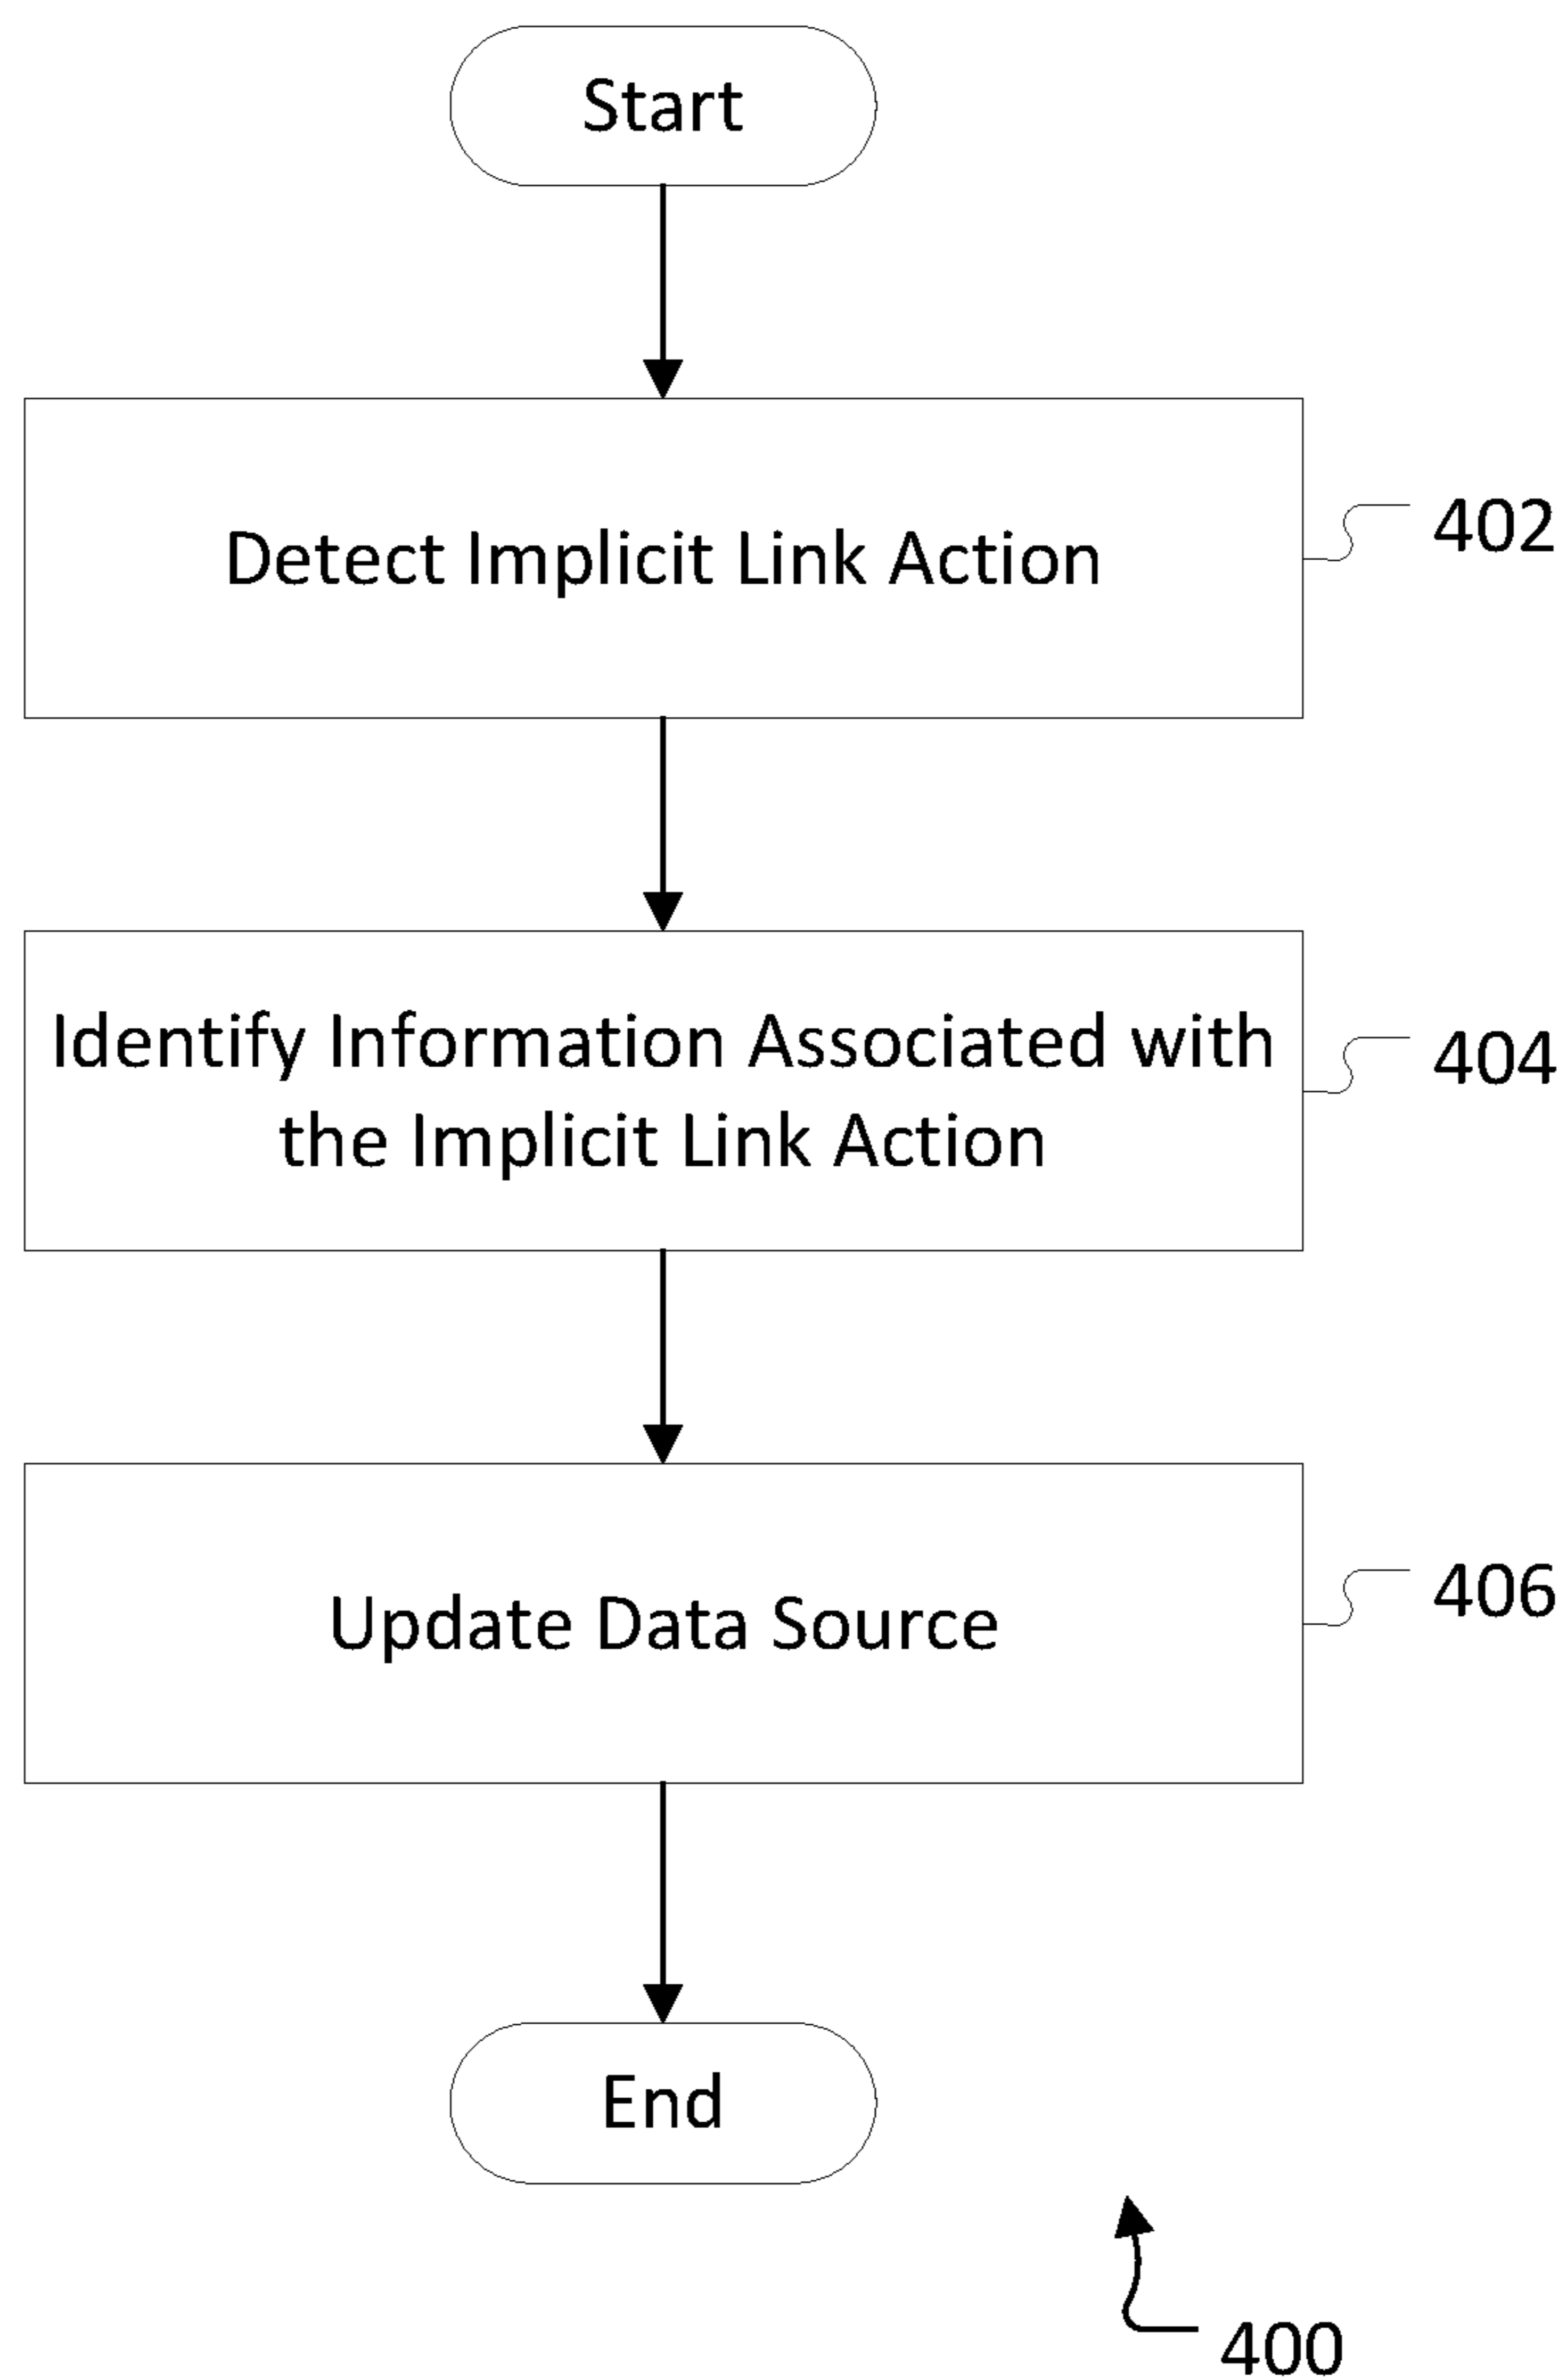 Start
Detect Implicit Link Action
402
Identify Information Associated with
the Implicit Link Action
404
Update Data Source
406
End
400